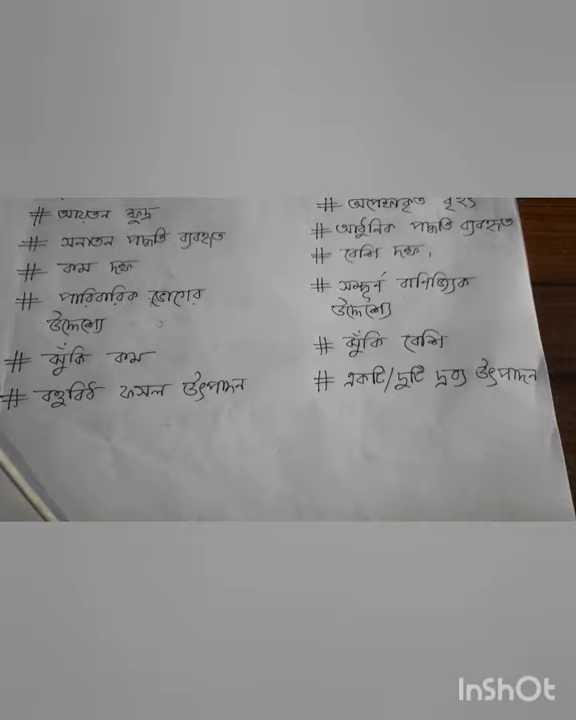 # আয়তন ক্ষুদ্র
# সনাতন পদ্ধতি ব্যবহৃত
# কম দক্ষ
# পারিবারিক ভোগের
উদ্দেশ্যে
# ঝুঁকি কম
# বহুবিধ ফসল উৎপাদন
# অপেক্ষাকৃত বৃহৎ
# আধুনিক পদ্ধতি ব্যবহৃত
# বেশি দক্ষ।
# সম্পূর্ন বানিজ্যিক
উদ্দেশ্যে
# ঝুঁকি বেশি
# একটি/দুটি দ্রব্য উৎপাদন
InShOt